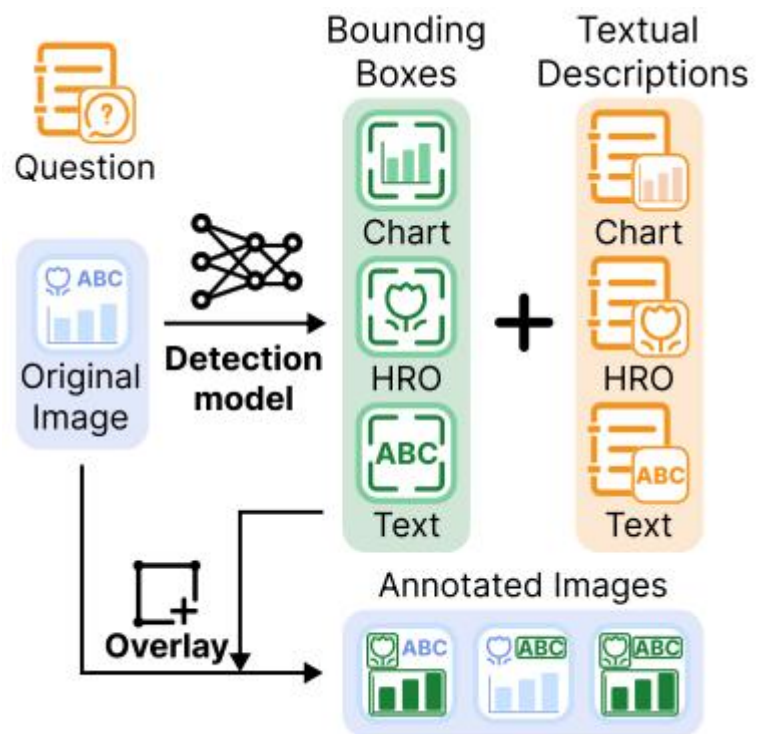 Bounding
Boxes
Textual
Descriptions
?
Question
Chart
Chart
ABC
Original
Image
Detection
model
HRO
HRO
ABC
Text
ABC
Text
Overlay
Annotated Images
ABC
ABC
ABC